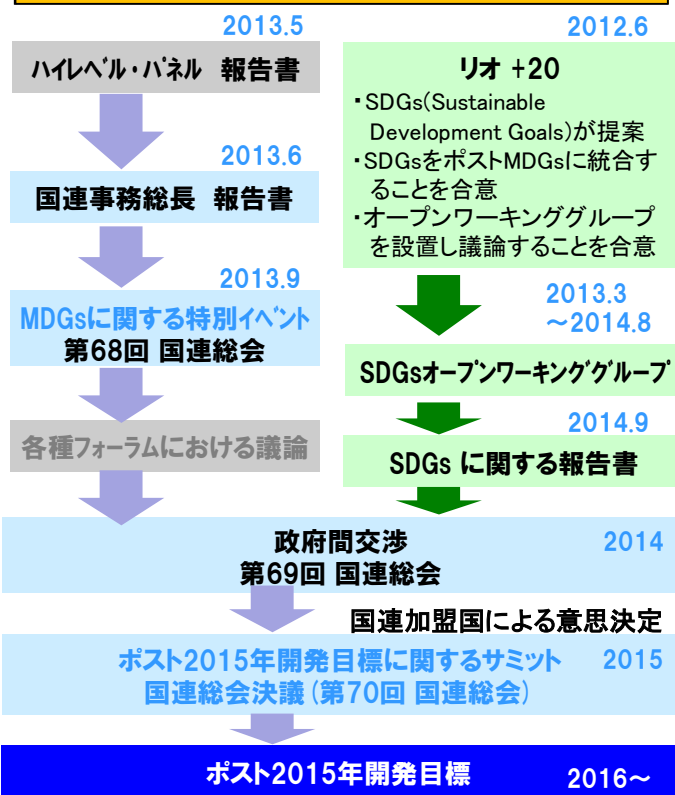 2013.5
ハイレベル・パネル 報告書
2013.6
国連事務総長 報告書
2013.9
MDGsに関する特別イベント
第68回 国連総会
各種フォーラムにおける議論
2012.6
リオ +20
・SDGs(Sustainable
Development Goals)が提案
・SDGsをポストMDGsに統合す
ることを合意
・オープンワーキンググループ
を設置し議論することを合意
2013.3
～2014.8
SDGsオープンワーキンググループ
2014.9
SDGs に関する報告書
政府間交渉 2014
第69回 国連総会
国連加盟国による意思決定
ポスト2015年開発目標に関するサミット 2015
国連総会決議(第70回 国連総会)
ポスト2015年開発目標 2016～